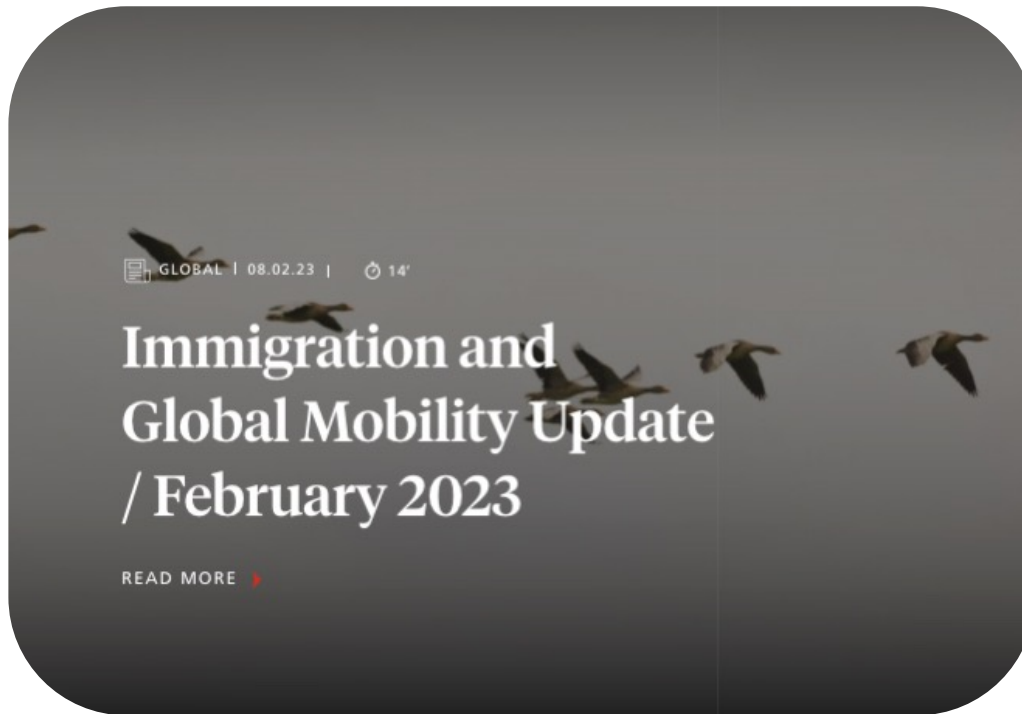 GLOBAL | 08.02.23 | 14'
Immigration and
Global Mobility Update
/ February 2023
READ MORE